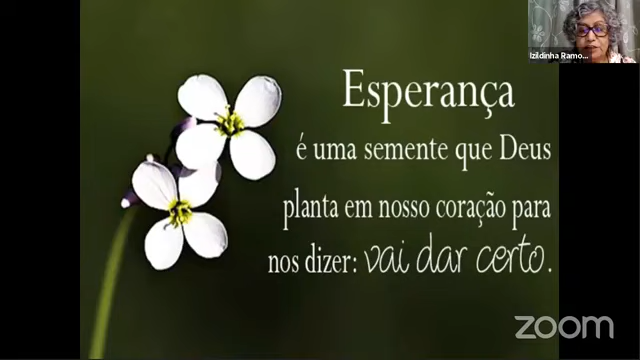 Izildinha Ramo...
Esperança
é uma semente que Deus
planta em nosso coração para
nos dizer: vai dar certo.
zoom